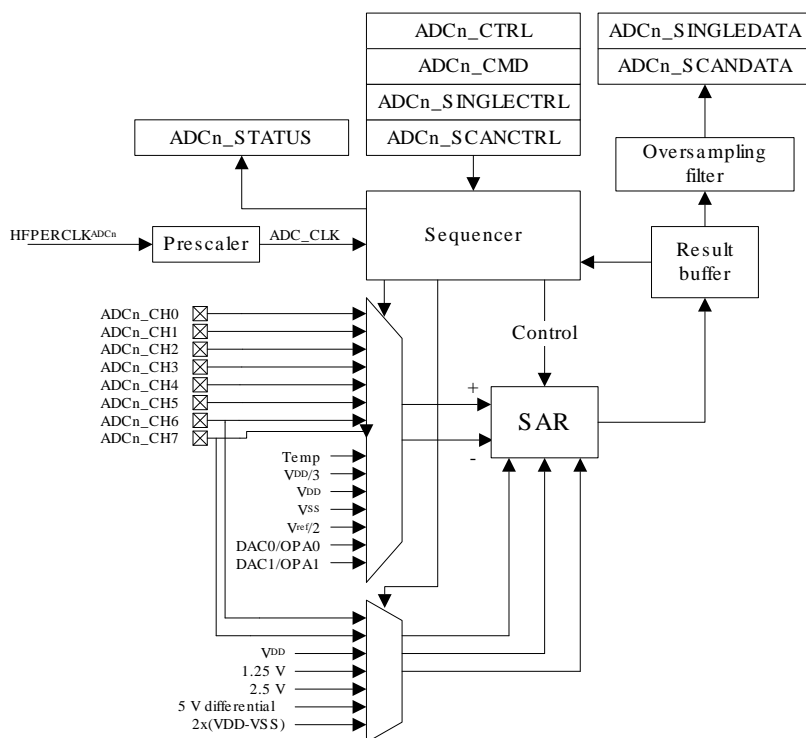 ADCn_CTRL
ADCn_CMD
ADCn_SINGLECTRL
ADCn_SCANCTRL
ADCn_SINGLEDATA
ADCn_SCANDATA
ADCn_STATUS
Oversampling
filter
HFPERCLKADCn
Prescaler
ADC_CLK
Sequencer
Result
buffer
ADCn_CH0
ADCn_CH1
ADCn_CH2
ADCn_CH3
ADCn_CH4
ADCn_CH5
ADCn_CH6
ADCn_CH7
Control
+
SAR
-
Temp
VDD/3
VDD
VSS
Vref/2
DAC0/OPA0
DAC1/OPA1
VDD
1.25 V
2.5 V
5 V differential
2x(VDD-VSS)